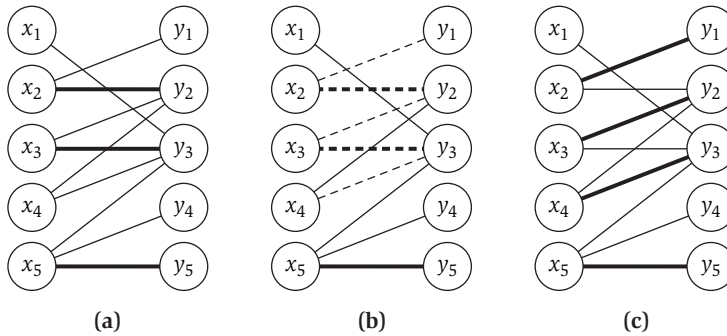 x1 y1 x1 y1 x1 y1
x2 y2 x2 y2 x2 y2
x3 y3 x3 y3 x3 y3
x4 y4 x4 y4 x4 y4
x5 y5 x5 y5 x5 y5
(a) (b) (c)